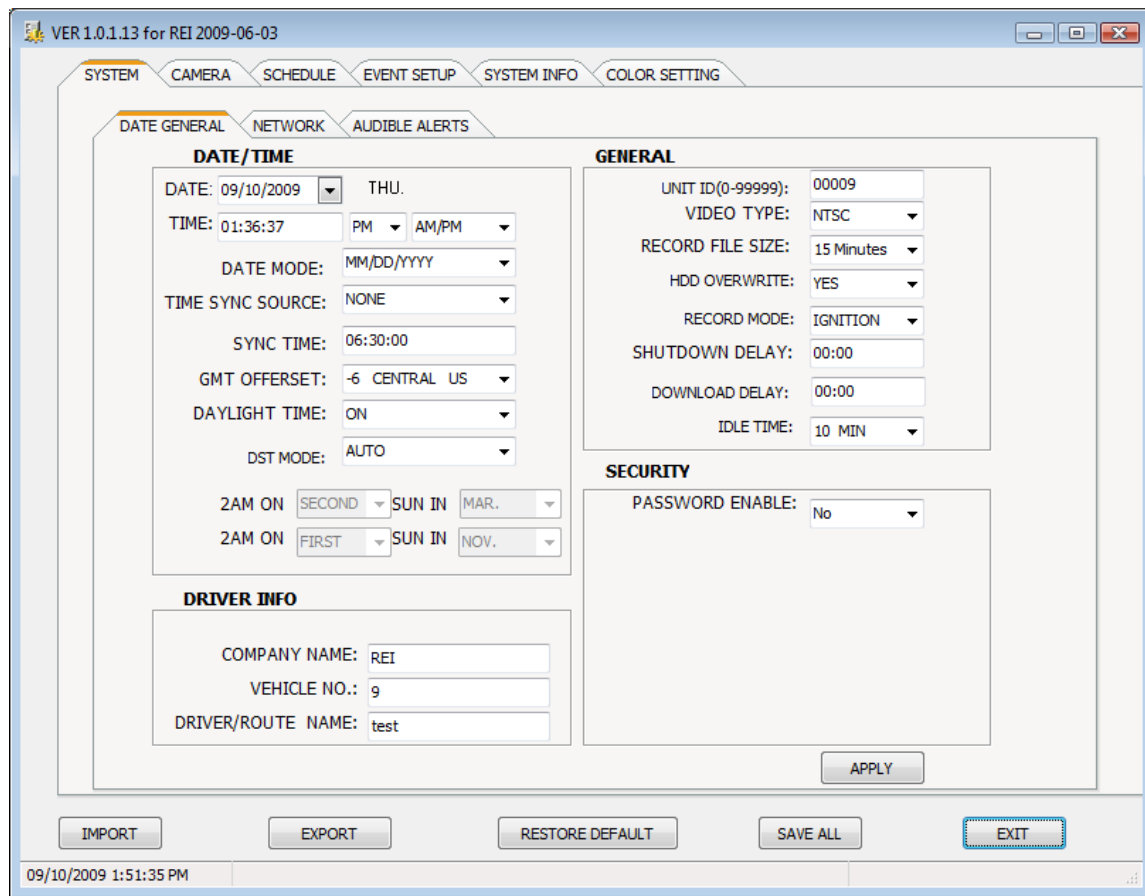 VER 1.0.1.13 for REI 2009-06-03
SYSTEM CAMERA SCHEDULE EVENT SETUP SYSTEM INFO COLOR SETTING
DATE GENERAL NETWORK AUDIBLE ALERTS
DATE/TIME
DATE: 09/10/2009 THU.
TIME: 01:36:37 PM AM/PM
DATE MODE: MM/DD/YYYY
TIME SYNC SOURCE: NONE
SYNC TIME: 06:30:00
GMT OFFERSET: -6 CENTRAL US
DAYLIGHT TIME: ON
DST MODE: AUTO
2AM ON SECOND SUN IN MAR.
2AM ON FIRST SUN IN NOV.
DRIVER INFO
COMPANY NAME: REI
VEHICLE NO.: 9
DRIVER/ROUTE NAME: test
GENERAL
UNIT ID(0-99999): 00009
VIDEO TYPE: NTSC
RECORD FILE SIZE: 15 Minutes
HDD OVERWRITE: YES
RECORD MODE: IGNITION
SHUTDOWN DELAY: 00:00
DOWNLOAD DELAY: 00:00
IDLE TIME: 10 MIN
SECURITY
PASSWORD ENABLE: No
APPLY
IMPORT EXPORT RESTORE DEFAULT SAVE ALL EXIT
09/10/2009 1:51:35 PM